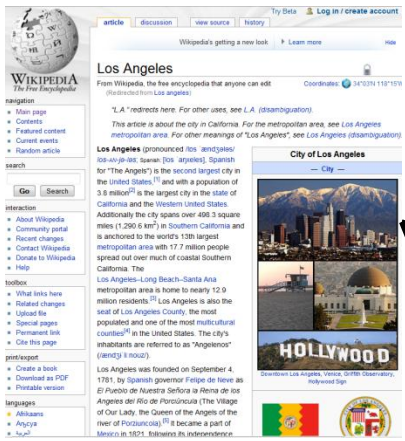 Try Beta Log in / create account
article discussion view source history
Wikipedia's getting a new look Learn more Hide
WIKIPEDIA
The Free Encyclopedia
navigation
Main page
Contents
Featured content
Current events
Random article
search
Go Search
interaction
About Wikipedia
Community portal
Recent changes
Contact Wikipedia
Donate to Wikipedia
Help
toolbox
What links here
Related changes
Upload file
Special pages
Permanent link
Cite this page
print/export
Create a book
Download as PDF
Printable version
languages
Afrikaans
العربية
Los Angeles
From Wikipedia, the free encyclopedia that anyone can edit
(Redirected from Los angeles)
Coordinates: 34°03′N 118°15′W
"L.A." redirects here. For other uses, see L.A. (disambiguation).
This article is about the city in California. For the metropolitan area, see Los Angeles
metropolitan area. For other meanings of "Los Angeles", see Los Angeles (disambiguation).
Los Angeles (pronounced
Spanish: Spanish
for "The Angels") is the second largest city in
the United States,[1] and with a population of
3.8 million[2] is the largest city in the state of
California and the Western United States.
Additionally the city spans over 498.3 square
miles (1,290.6 km²) in Southern California and
is anchored to the world's 13th largest
metropolitan area with 17.7 million people
spread out over much of coastal Southern
California. The
Los Angeles–Long Beach–Santa Ana
metropolitan area is home to nearly 12.9
million residents.[3] Los Angeles is also the
seat of Los Angeles County, the most
populated and one of the most multicultural
counties[4] in the United States. The city's
inhabitants are referred to as "Angelenos"
Los Angeles was founded on September 4,
1781, by Spanish governor Felipe de Neve as
El Pueblo de Nuestra Señora la Reina de los
Angeles del Río de Porciúncula (The Village
of Our Lady, the Queen of the Angels of the
river of Porziuncola).[5] It became a part of
Mexico in 1821, following its independence
City of Los Angeles
— City —
HOLLYWOOD
Downtown Los Angeles, Venice, Griffith Observatory,
Hollywood Sign